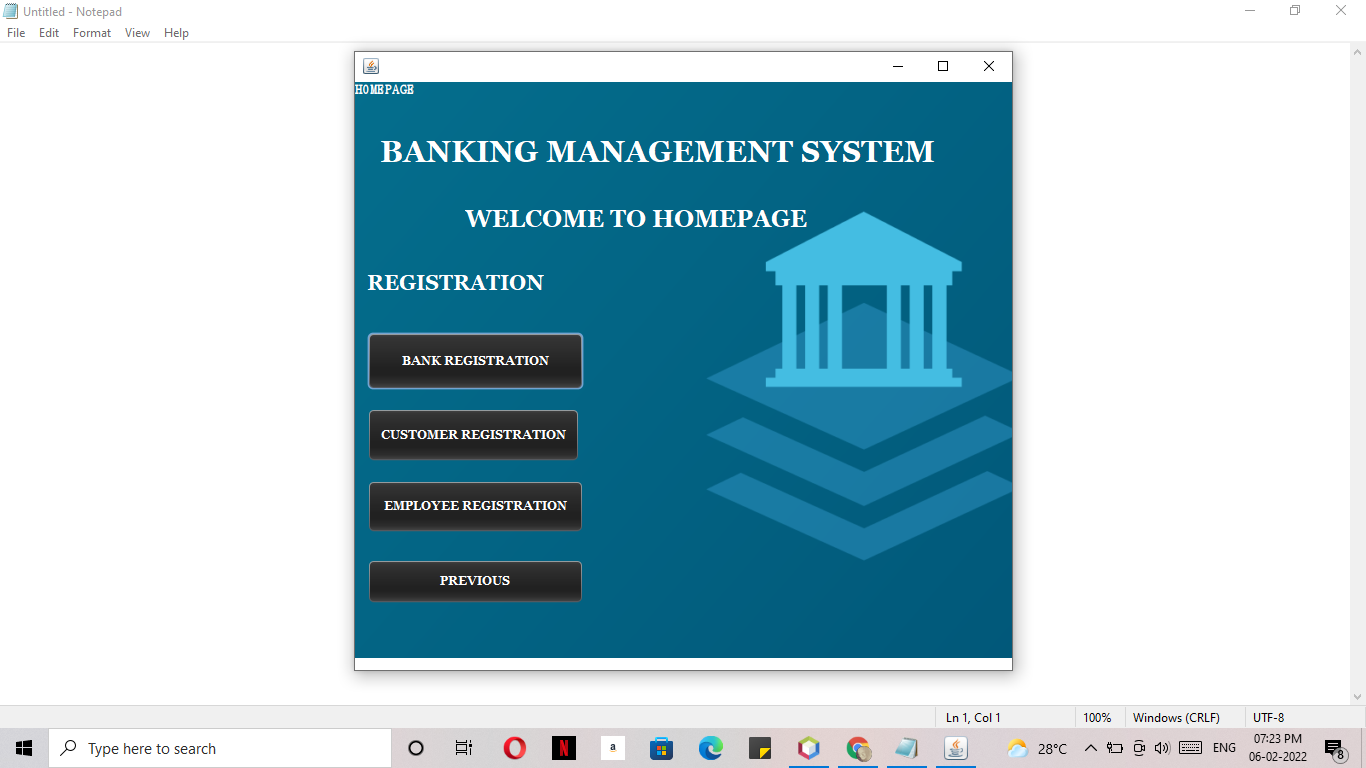 Untitled - Notepad
File Edit Format View Help
HOMEPAGE
BANKING MANAGEMENT SYSTEM
WELCOME TO HOMEPAGE
REGISTRATION
BANK REGISTRATION
CUSTOMER REGISTRATION
EMPLOYEE REGISTRATION
PREVIOUS
Ln 1, Col 1 100% Windows (CRLF) UTF-8
Type here to search N a 28°C ENG 07:23 PM
06-02-2022 8